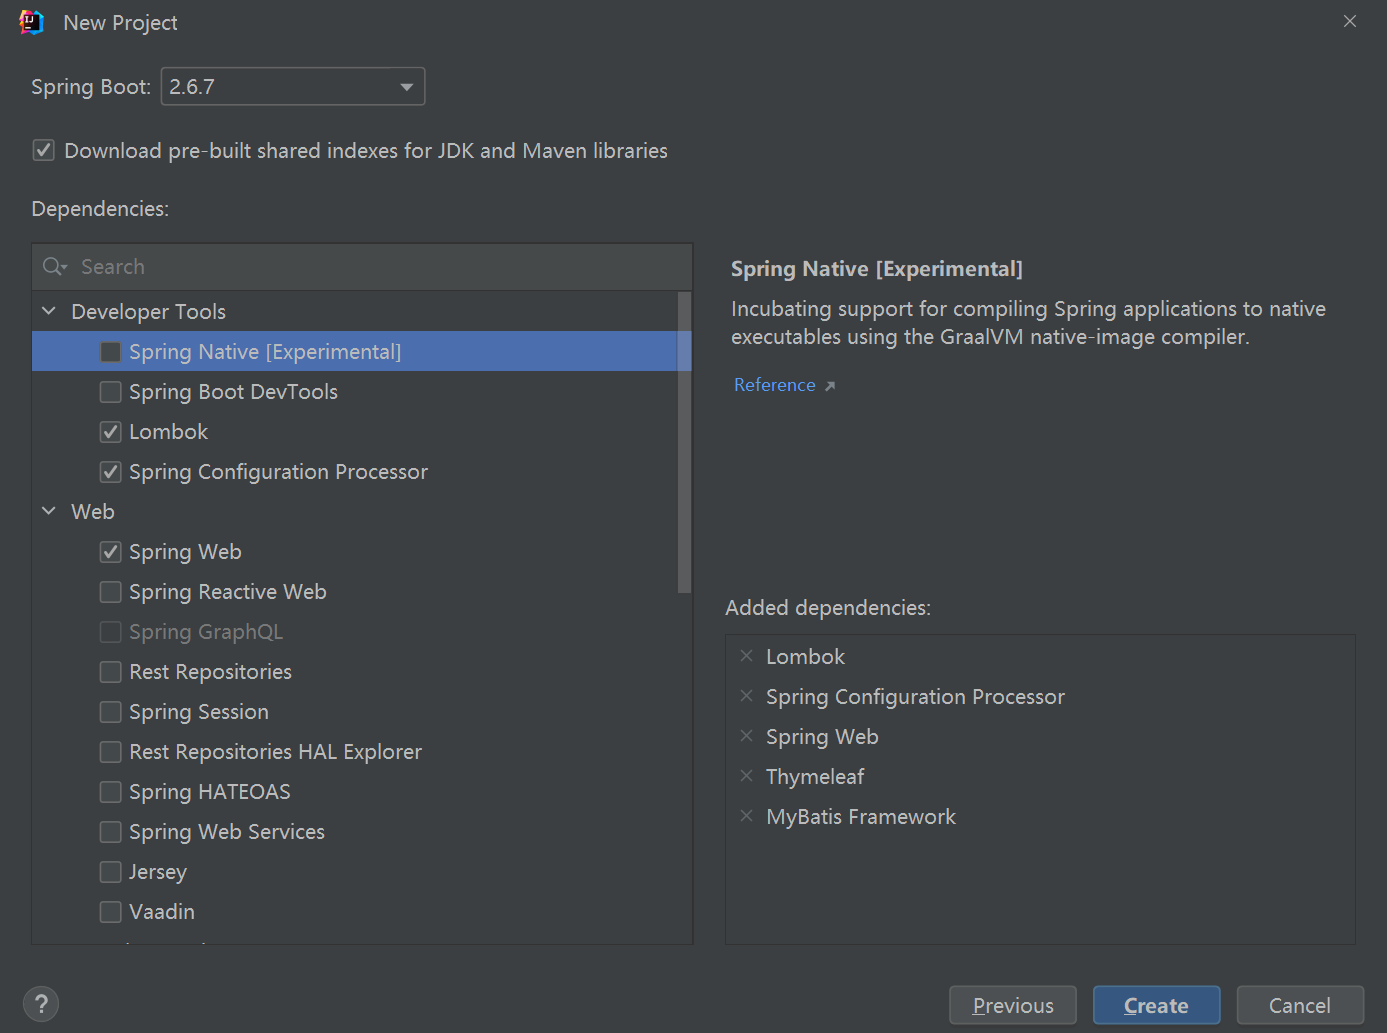 New Project
Spring Boot: 2.6.7
Download pre-built shared indexes for JDK and Maven libraries
Dependencies:
Search
Developer Tools
Spring Native [Experimental]
Spring Boot DevTools
Lombok
Spring Configuration Processor
Web
Spring Web
Spring Reactive Web
Spring GraphQL
Rest Repositories
Spring Session
Rest Repositories HAL Explorer
Spring HATEOAS
Spring Web Services
Jersey
Vaadin
Spring Native [Experimental]
Incubating support for compiling Spring applications to native
executables using the GraalVM native-image compiler.
Reference
Added dependencies:
Lombok
Spring Configuration Processor
Spring Web
Thymeleaf
MyBatis Framework
?
Previous
Create
Cancel